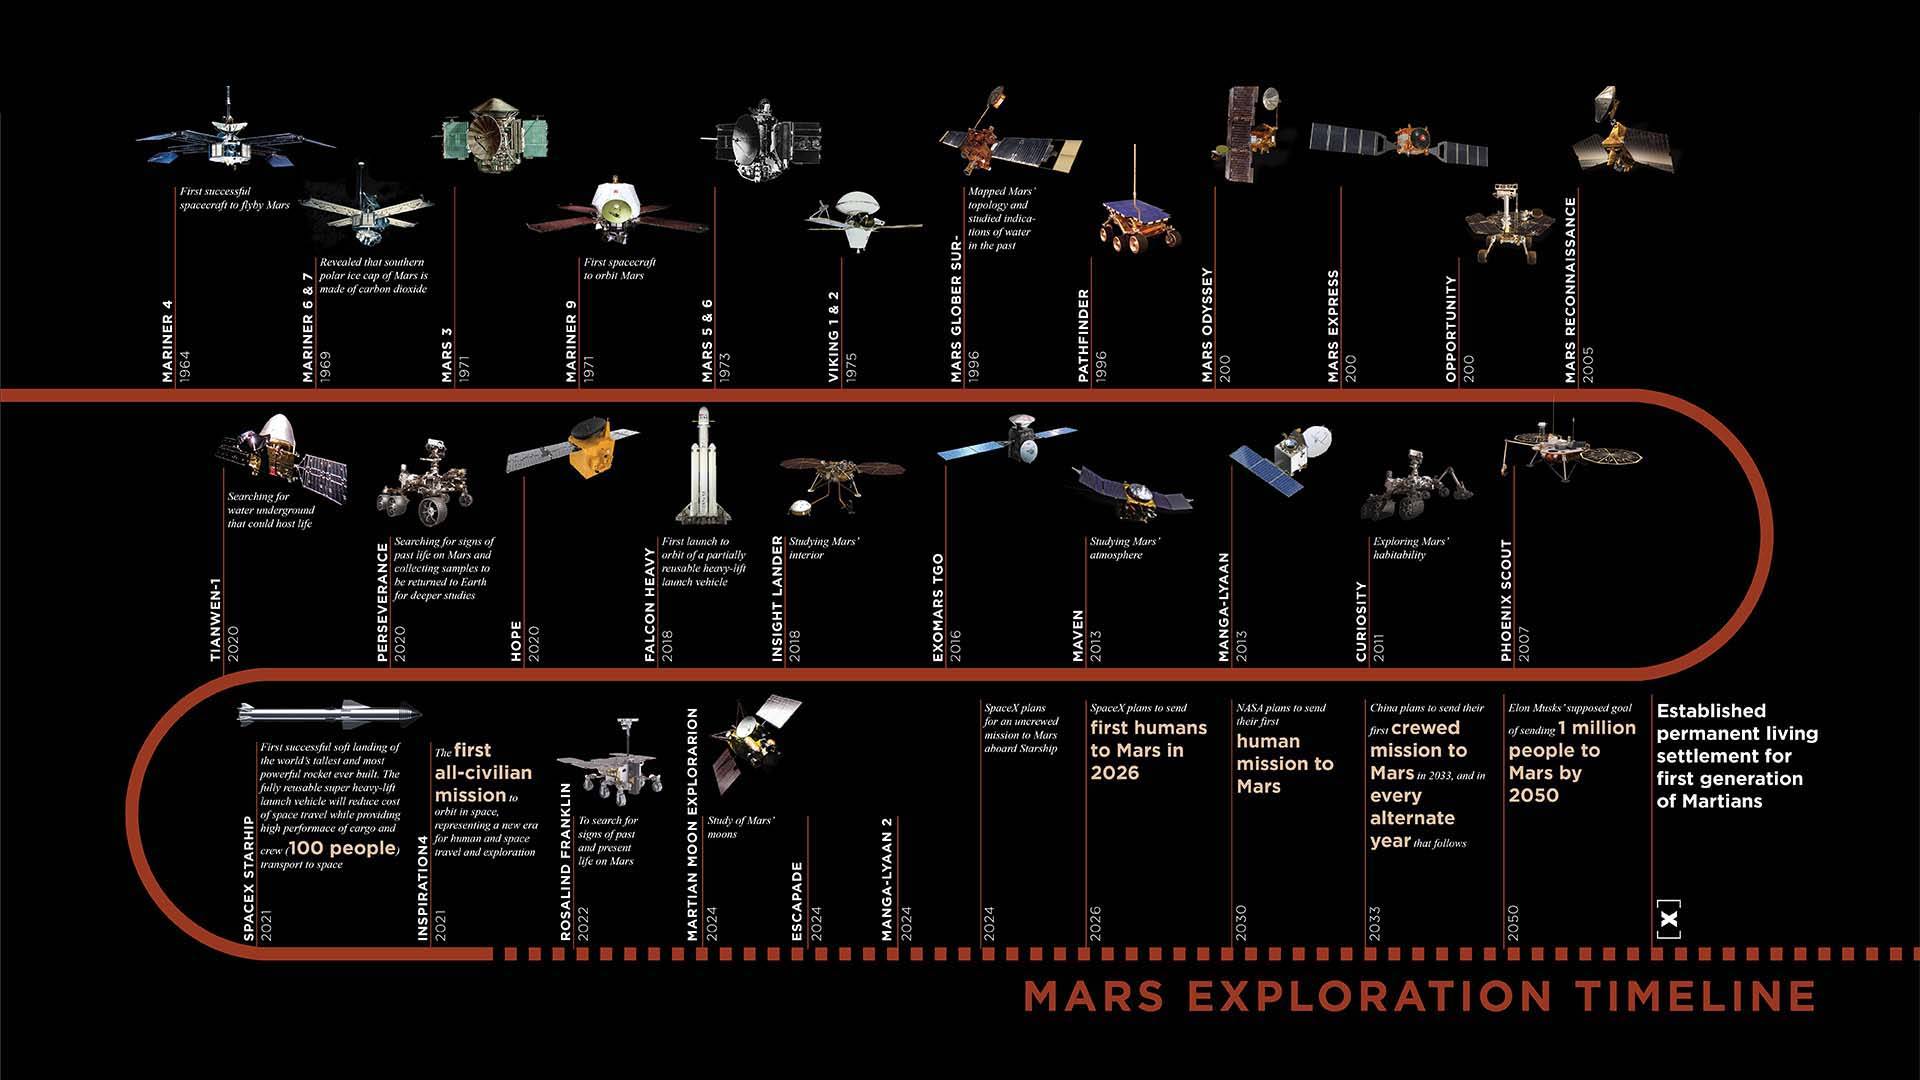 First successful
spacecraft to flyby Mars
MARINER 4
1964
Revealed that southern
polar ice cap of Mars is
made of carbon dioxide
MARINER 6 & 7
1969
MARS 3
1971
First spacecraft
to orbit Mars
MARINER 9
1971
MARS 5 & 6
1973
VIKING 1 & 2
1975
Mapped Mars'
topology and
studied indica-
tions of water
in the past
MARS GLOBER SUR-
1996
PATHFINDER
1996
MARS ODYSSEY
200
MARS EXPRESS
200
OPPORTUNITY
200
MARS RECONNAISSANCE
2005
Searching for
water underground
that could host life
TIANWEN-1
2020
Searching for signs of
past life on Mars and
collecting samples to
be returned to Earth
for deeper studies
PERSEVERANCE
2020
HOPE
2020
First launch to
orbit of a partially
reusable heavy-lift
launch vehicle
FALCON HEAVY
2018
Studying Mars'
interior
INSIGHT LANDER
2018
EXOMARS TGO
2016
Studying Mars'
atmosphere
MAVEN
2013
MANGA-LYAAN
2013
Exploring Mars'
habitability
CURIOSITY
2011
PHOENIX SCOUT
2007
First successful soft landing of
the world's tallest and most
powerful rocket ever built. The
fully reusable super heavy-lift
launch vehicle will reduce cost
of space travel while providing
high performace of cargo and
crew (100 people)
transport to space
SPACEX STARHIP
2021
The first
all-civilian
mission to
orbit in space,
representing a new era
for human and space
travel and exploration
INSPIRATION4
2021
To search for
signs of past
and present
life on Mars
ROSALIND FRANKLIN
2022
Study of Mars'
moons
MARTIAN MOON EXPLORARION
2024
ESCAPADE
2024
MANGA-LYAAN 2
2024
SpaceX plans
for an uncrewed
mission to Mars
aboard Starship
2024
SpaceX plans to send
first humans
to Mars in
2026
2026
NASA plans to send
their first
human
mission to
Mars
2030
China plans to send their
first crewed
mission to
Mars in 2033, and in
every
alternate
year that follows
2033
Elon Musks' supposed goal
of sending 1 million
people to
Mars by
2050
2050
Established
permanent living
settlement for
first generation
of Martians
[X]
MARS EXPLORATION TIMELINE